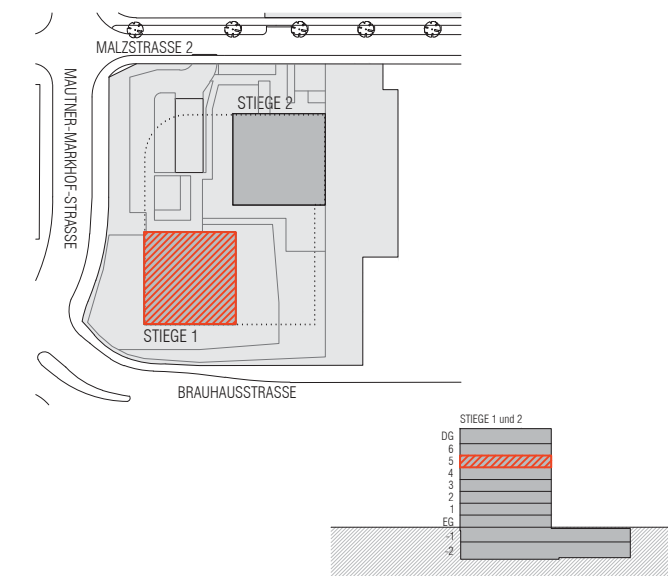 MALZSTRASSE 2
MAUTNER-MARKHOF-STRASSE
STIEGE 2
STIEGE 1
BRAUHAUSSTRASSE
STIEGE 1 und 2
DG
6
5
4
3
2
1
EG
-1
-2